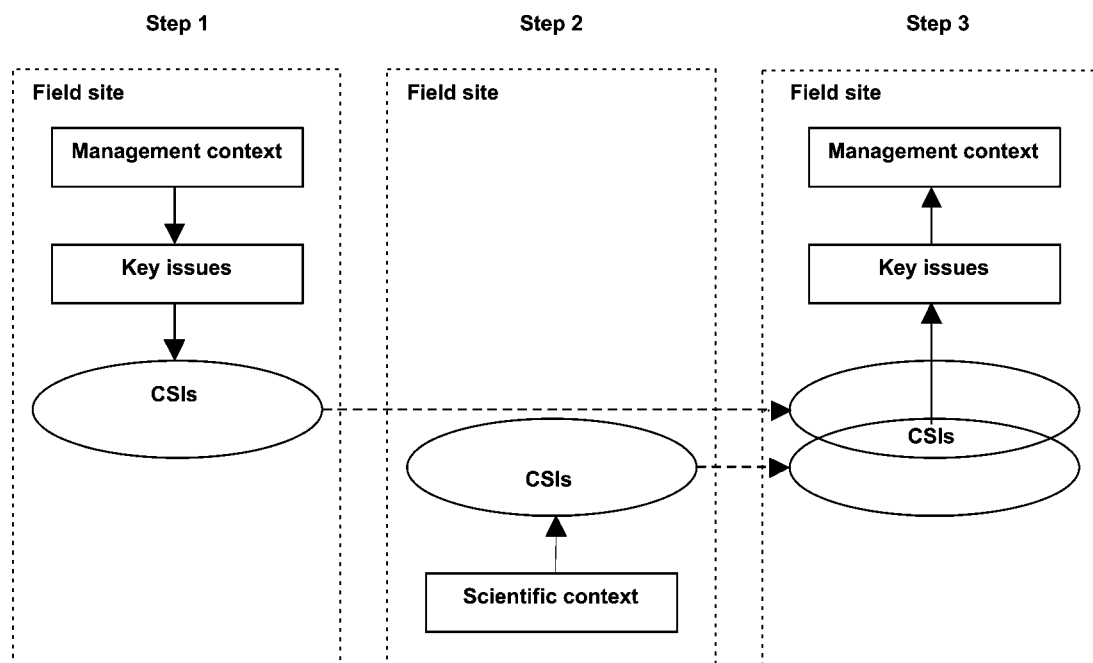 Step 1
Step 2
Step 3
Field site
Management context
Key issues
CSIs
Field site
CSIs
Scientific context
Field site
Management context
Key issues
CSIs